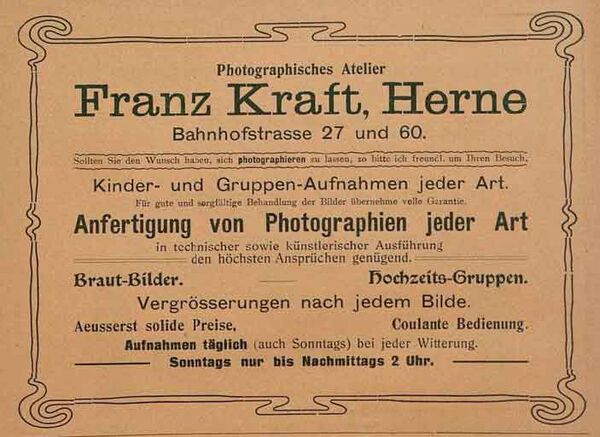 Photographisches Atelier
Franz Kraft, Herne
Bahnhofstrasse 27 und 60.
Sollten Sie den Wunsch haben, sich photographieren zu lassen, so bitte ich freundl. um Ihren Besuch.
Kinder- und Gruppen-Aufnahmen jeder Art.
Für gute und sorgfältige Behandlung der Bilder übernehme volle Garantie.
Anfertigung von Photographien jeder Art
in technischer sowie künstlerischer Ausführung
den höchsten Ansprüchen genügend.
Braut-Bilder. Hochzeits-Gruppen.
Vergrösserungen nach jedem Bilde.
Aeusserst solide Preise, Coulante Bedienung.
Aufnahmen täglich (auch Sonntags) bei jeder Witterung.
Sonntags nur bis Nachmittags 2 Uhr.